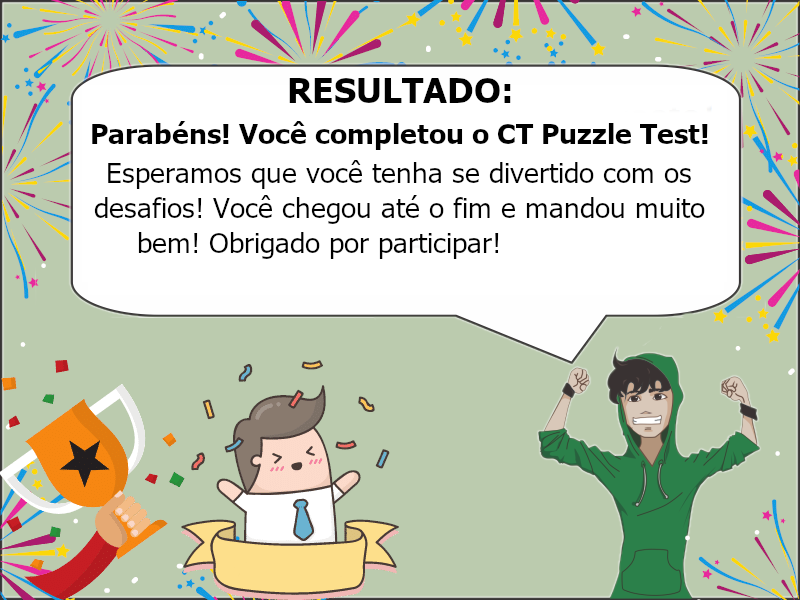 RESULTADO:
Parabéns! Você completou o CT Puzzle Test!
Esperamos que você tenha se divertido com os
desafios! Você chegou até o fim e mandou muito
bem! Obrigado por participar!